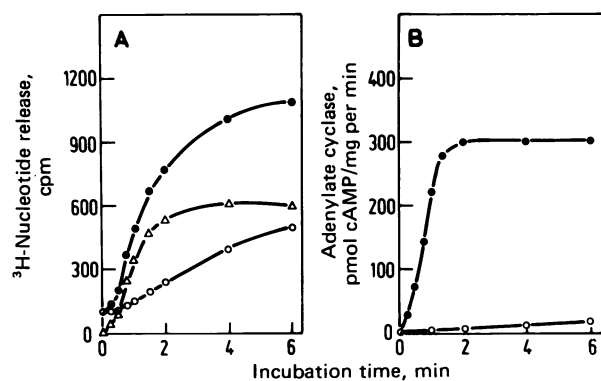 A
³H-Nucleotide release,
cpm
1200
900
600
300
0
0
2
4
6
B
Adenylate cyclase,
pmol cAMP/mg per min
400
300
200
100
0
0
2
4
6
Incubation time, min